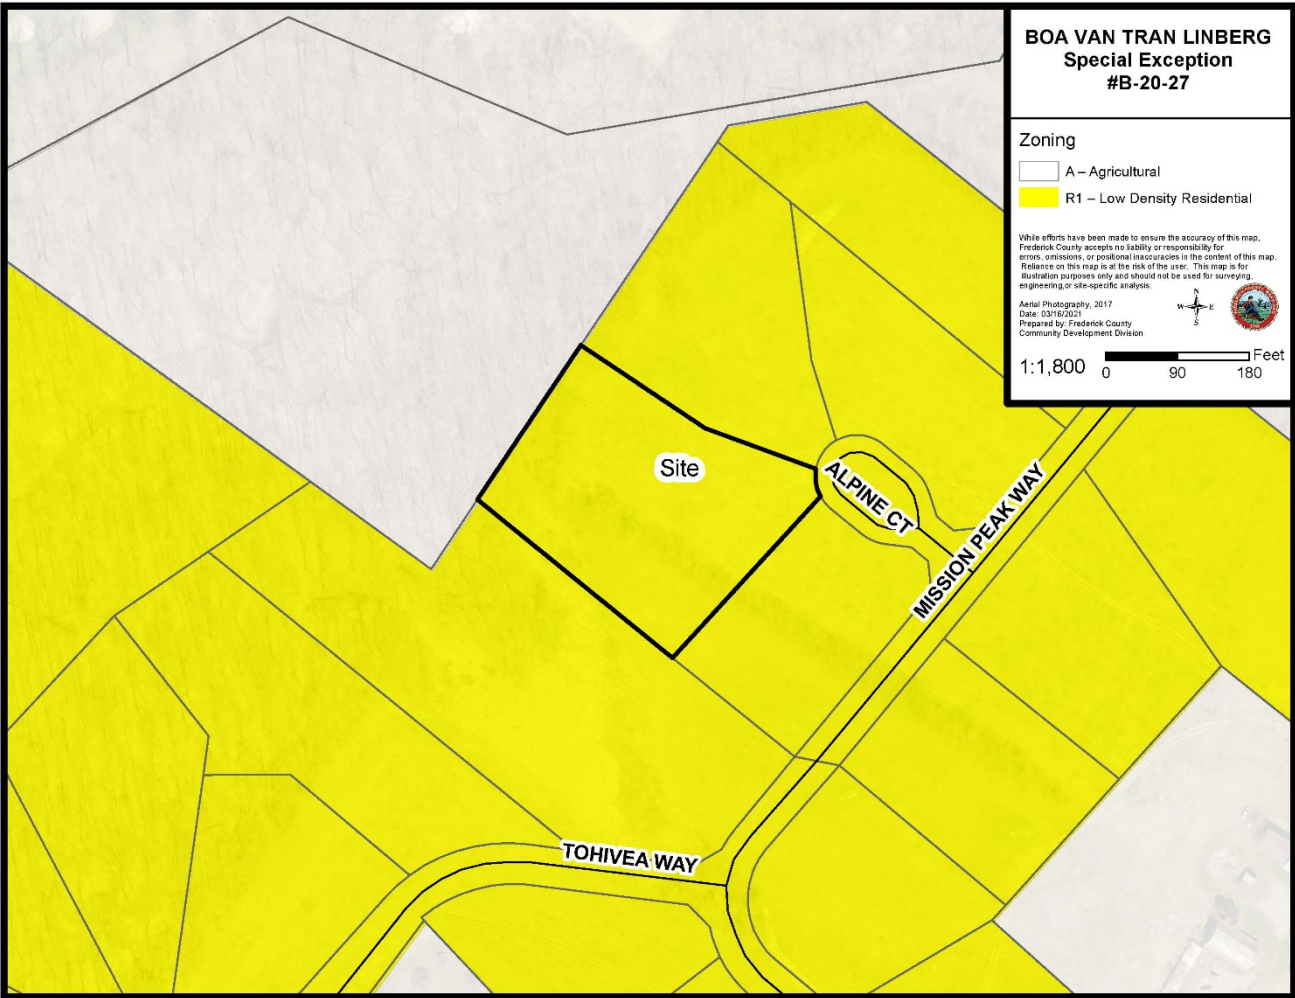 BOA VAN TRAN LINBERG
Special Exception
#B-20-27
Zoning
A – Agricultural
R1 – Low Density Residential
While efforts have been made to ensure the accuracy of this map,
Frederick County accepts no liability or responsibility for
errors, omissions, or positional inaccuracies in the content of this map.
Reliance on this map is at the risk of the user. This map is for
illustration purposes only and should not be used for surveying,
engineering, or site-specific analysis.
Aerial Photography, 2017
Date: 03/16/2021
Prepared by: Frederick County
Community Development Division
N
W E
S
1:1,800
Feet
0 90 180
Site
ALPINE CT
MISSION PEAK WAY
TOHIVEA WAY